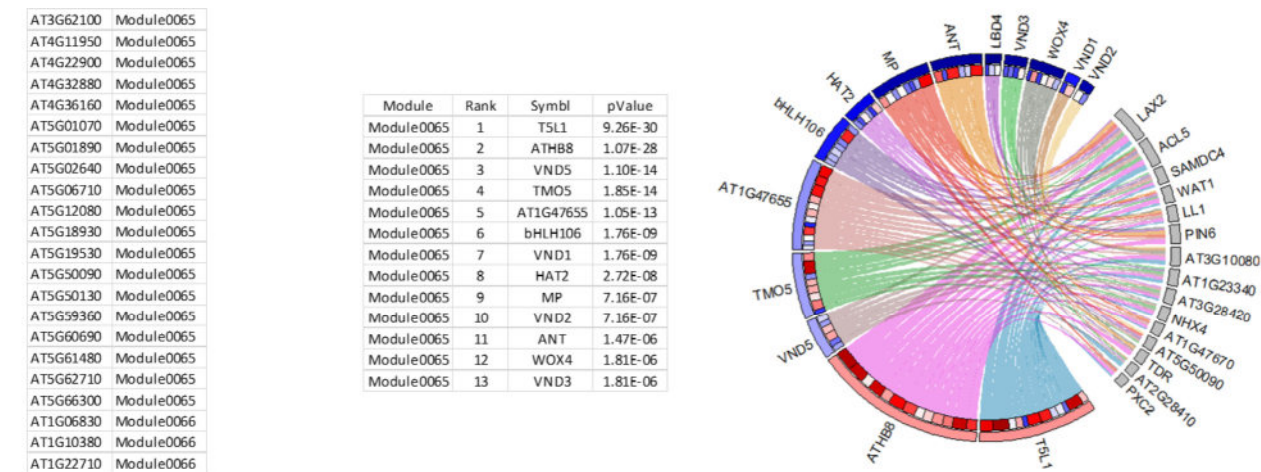 AT3G62100 Module0065
AT4G11950 Module0065
AT4G22900 Module0065
AT4G32880 Module0065
AT4G36160 Module0065
AT5G01070 Module0065
AT5G01890 Module0065
AT5G02640 Module0065
AT5G06710 Module0065
AT5G12080 Module0065
AT5G18930 Module0065
AT5G19530 Module0065
AT5G50090 Module0065
AT5G50130 Module0065
AT5G59360 Module0065
AT5G60690 Module0065
AT5G61480 Module0065
AT5G62710 Module0065
AT5G66300 Module0065
AT1G06830 Module0066
AT1G10380 Module0066
AT1G22710 Module0066
Module Rank Symbl pValue
Module0065 1 T5L1 9.26E-30
Module0065 2 ATHB8 1.07E-28
Module0065 3 VND5 1.10E-14
Module0065 4 TMO5 1.85E-14
Module0065 5 AT1G47655 1.05E-13
Module0065 6 bHLH106 1.76E-09
Module0065 7 VND1 1.76E-09
Module0065 8 HAT2 2.72E-08
Module0065 9 MP 7.16E-07
Module0065 10 VND2 7.16E-07
Module0065 11 ANT 1.47E-06
Module0065 12 WOX4 1.81E-06
Module0065 13 VND3 1.81E-06
T5L1
ATHB8
VND5
TMO5
AT1G47655
bHLH106
HAT2
MP
ANT
LBD4
VND3
WOX4
VND1
VND2
LAX2
ACL5
SAMDC4
WAT1
LL1
PIN6
AT3G10080
AT1G23340
AT3G28420
NHX4
AT1G47670
AT5G50090
TDR
AT2G28410
PXC2